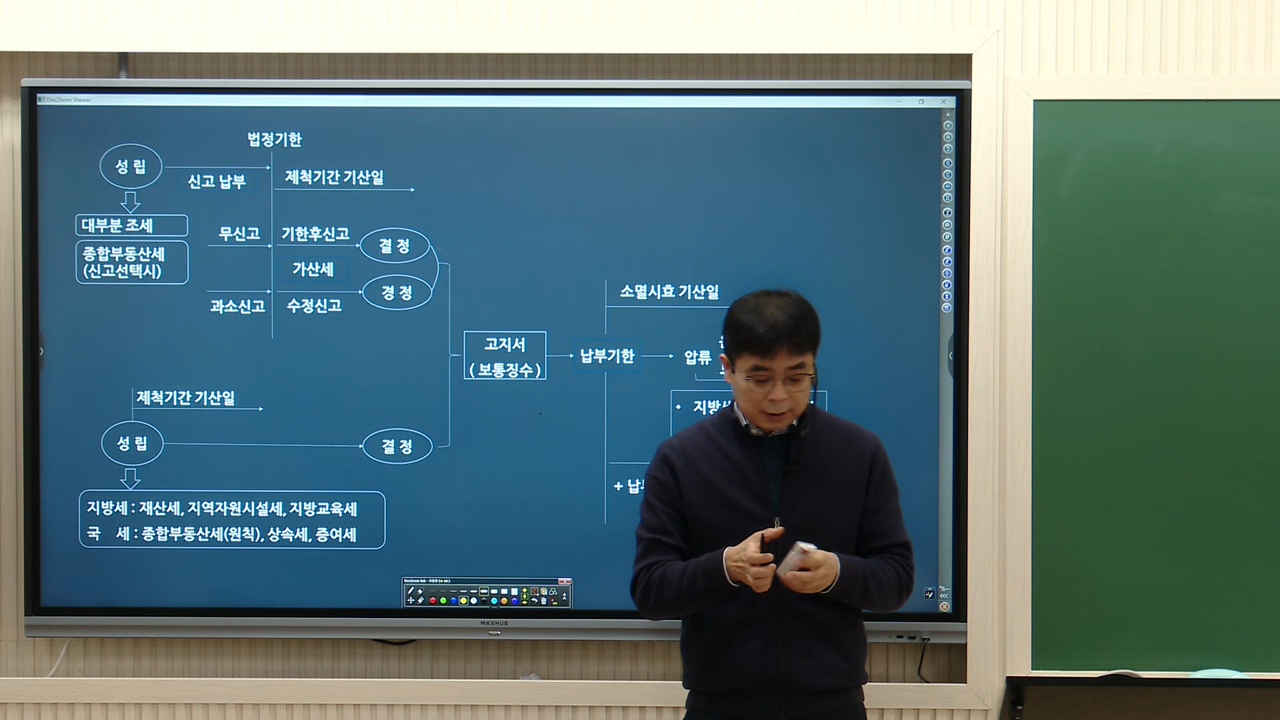 DocZoom Viewer
법정기한
성 립
신고 납부
제척기간 기산일
대부분 조세
종합부동산세
(신고선택시)
무신고
기한후신고
결 정
가산세
경 정
과소신고
수정신고
소멸시효 기산일
고지서
( 보통징수)
납부기한
압류
제척기간 기산일
지방세
성 립
결 정
+ 납
지방세 : 재산세, 지역자원시설세, 지방교육세
국 세 : 종합부동산세(원칙), 상속세, 증여세
MAXHUB